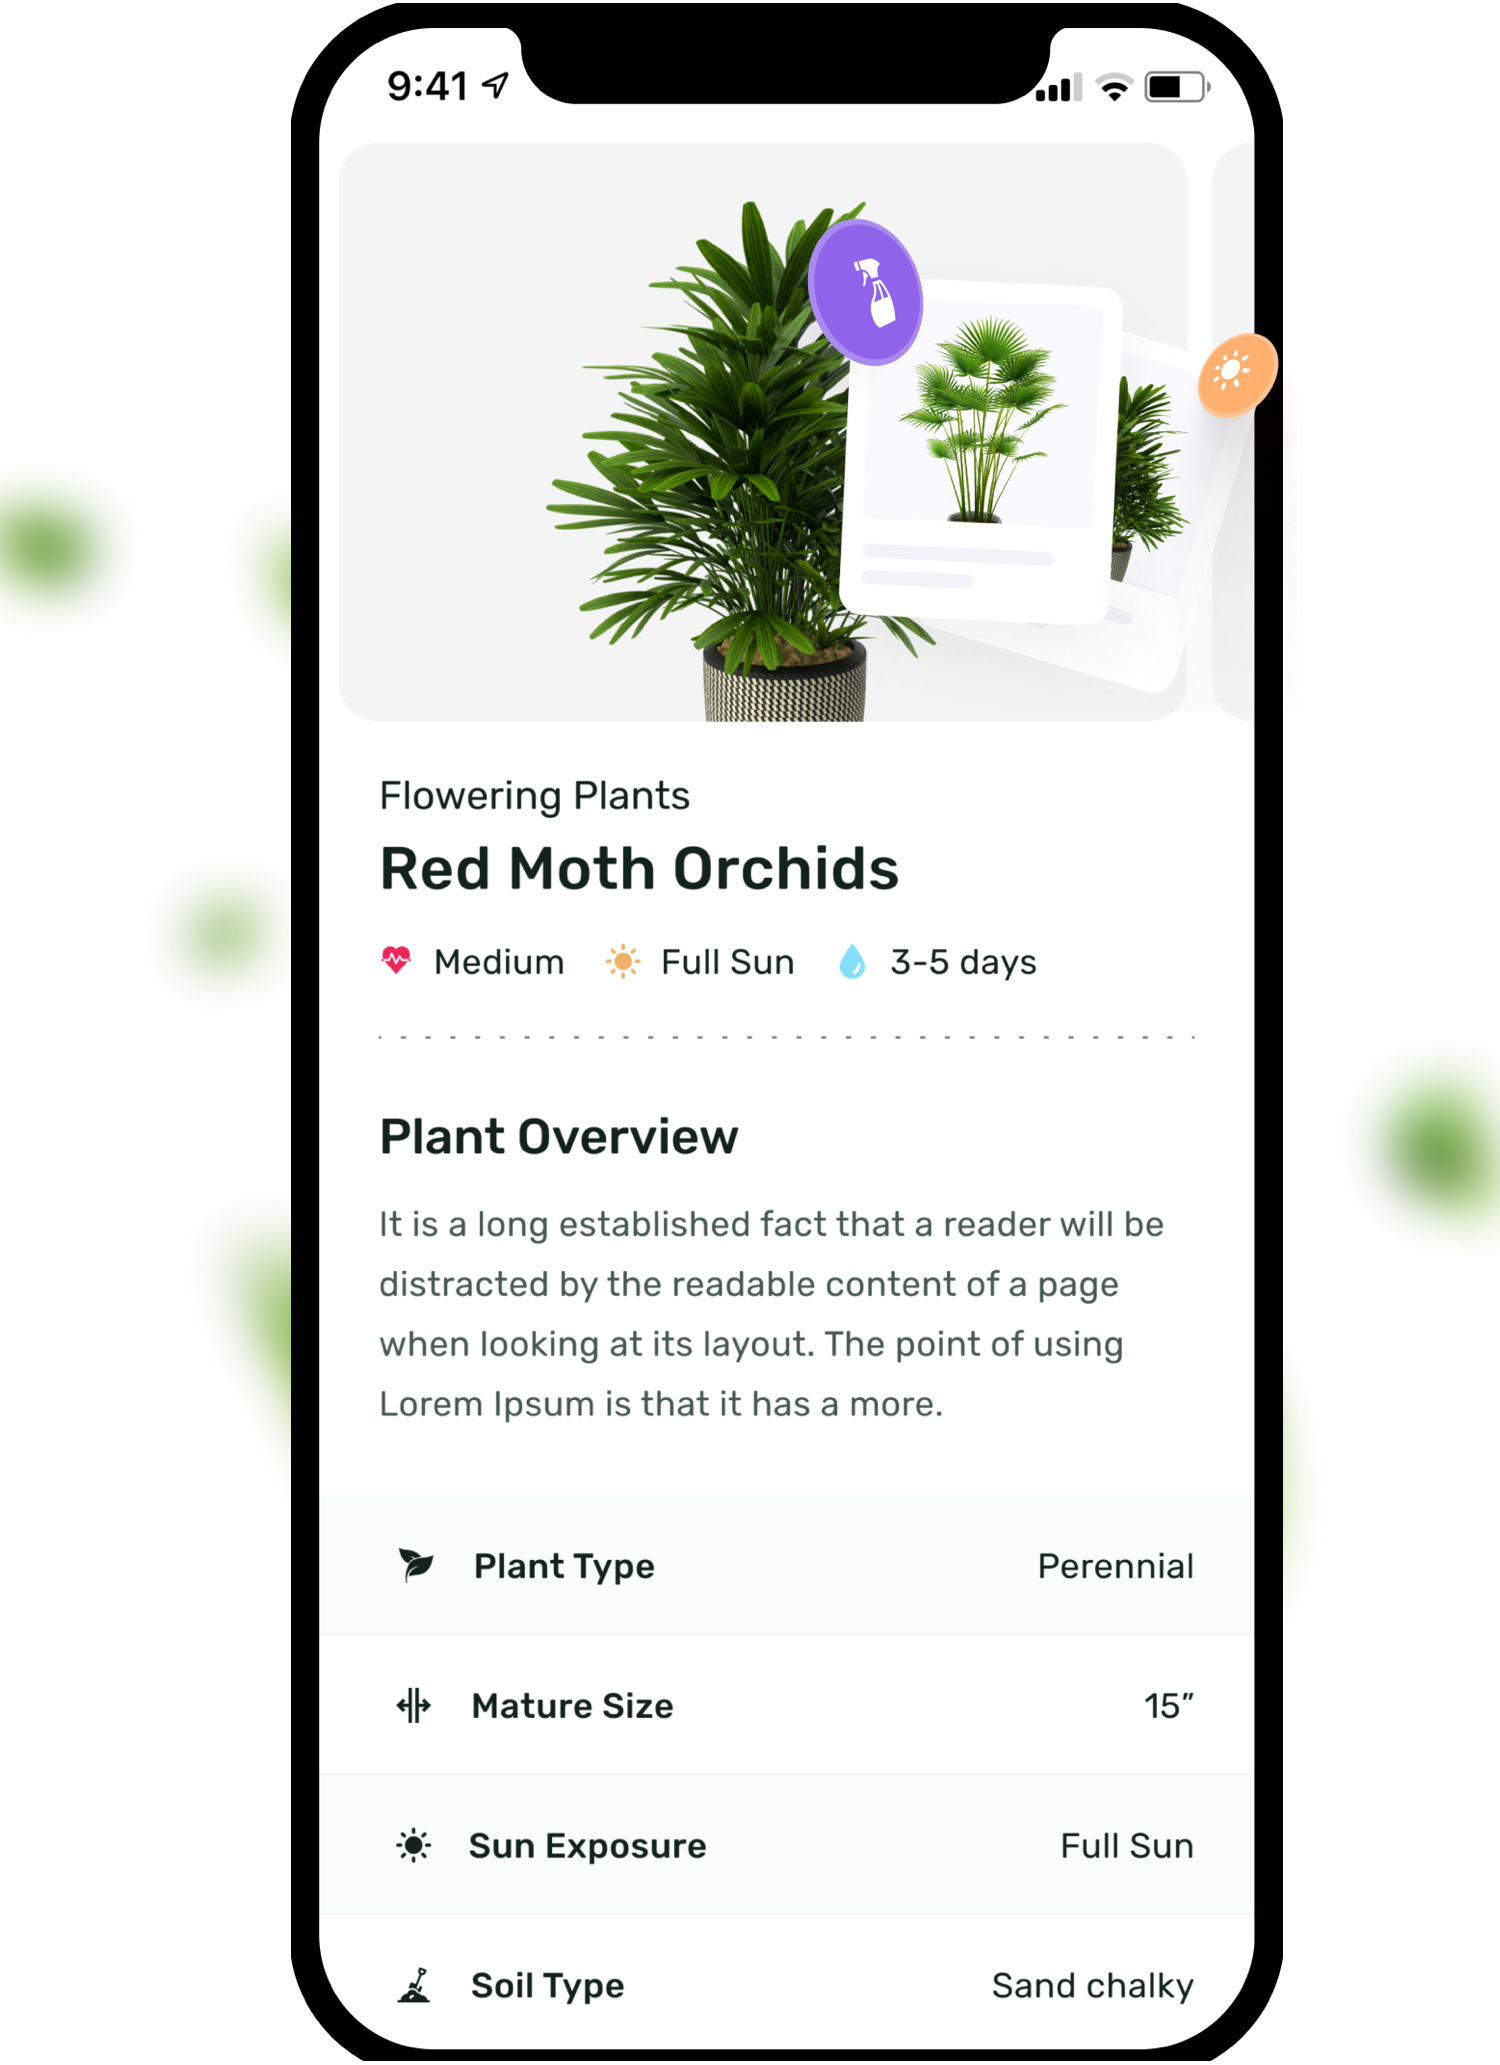 9:41
Flowering Plants
Red Moth Orchids
Medium Full Sun 3-5 days
Plant Overview
It is a long established fact that a reader will be
distracted by the readable content of a page
when looking at its layout. The point of using
Lorem Ipsum is that it has a more.
Plant Type Perennial
Mature Size 15”
Sun Exposure Full Sun
Soil Type Sand chalky